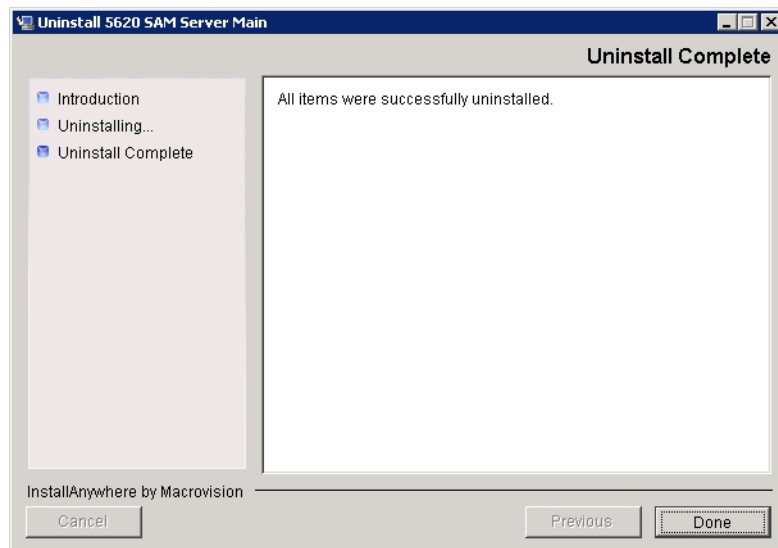 Uninstall 5620 SAM Server Main
Uninstall Complete
Introduction
Uninstalling...
Uninstall Complete
All items were successfully uninstalled.
InstallAnywhere by Macrovision
Cancel
Previous
Done